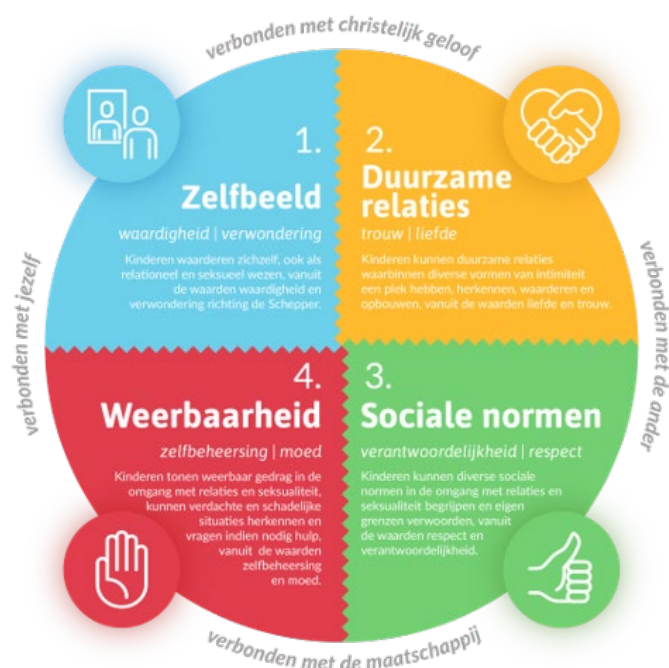 verbonden met christelijk geloof
1.
Zelfbeeld
waardigheid | verwondering
Kinderen waarderen zichzelf, ook als
relationeel en seksueel wezen, vanuit
de waarden waardigheid en
verwondering richting de Schepper.
2.
Duurzame
relaties
trouw | liefde
Kinderen kunnen duurzame relaties
waarbinnen diverse vormen van intimiteit
een plek hebben, herkennen, waarderen en
opbouwen, vanuit de waarden liefde en trouw.
verbonden met jezelf
verbonden met de ander
4.
Weerbaarheid
zelfbeheersing | moed
Kinderen tonen weerbaar gedrag in de
omgang met relaties en seksualiteit,
kunnen verdachte en schadelijke
situaties herkennen en
vragen indien nodig hulp,
vanuit de waarden
zelfbeheersing
en moed.
3.
Sociale normen
verantwoordelijkheid | respect
Kinderen kunnen diverse sociale
normen in de omgang met relaties en
seksualiteit begrijpen en eigen
grenzen verwoorden, vanuit
de waarden respect en
verantwoordelijkheid.
verbonden met de maatschappij